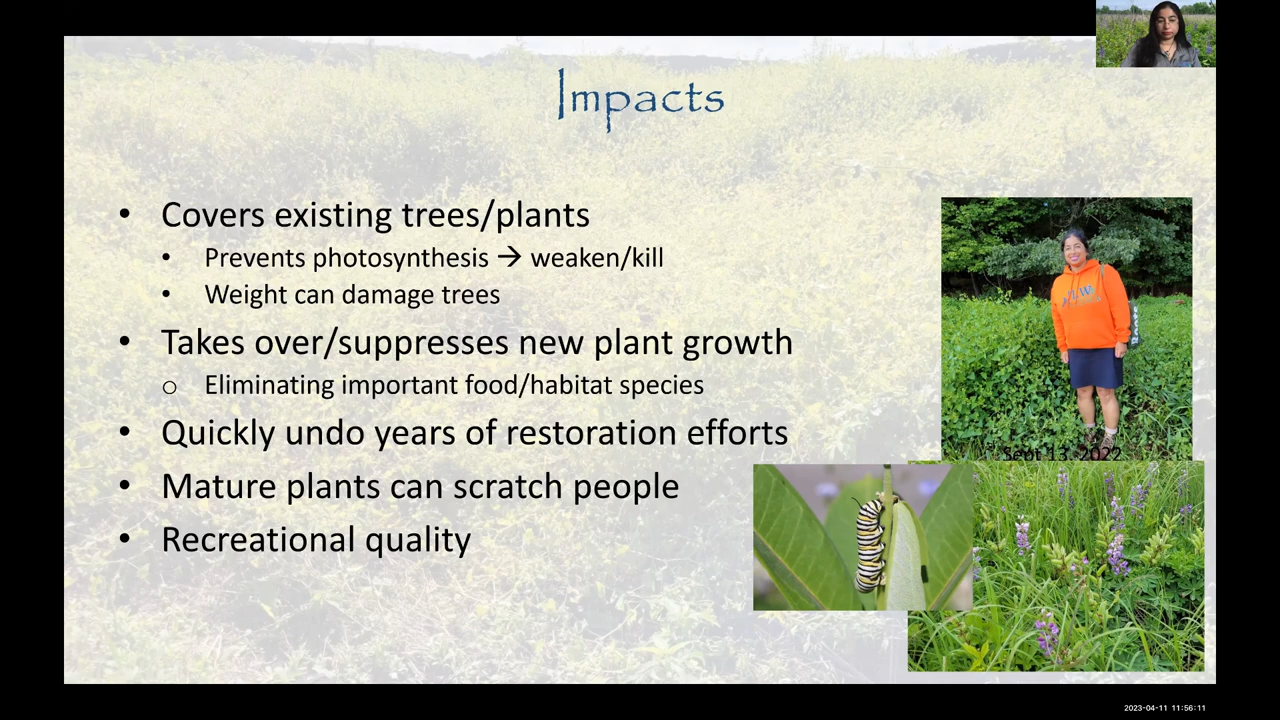 Impacts
• Covers existing trees/plants
• Prevents photosynthesis → weaken/kill
• Weight can damage trees
• Takes over/suppresses new plant growth
o Eliminating important food/habitat species
• Quickly undo years of restoration efforts
• Mature plants can scratch people
• Recreational quality
Sept 13, 2022
2023-04-11 11:56:11